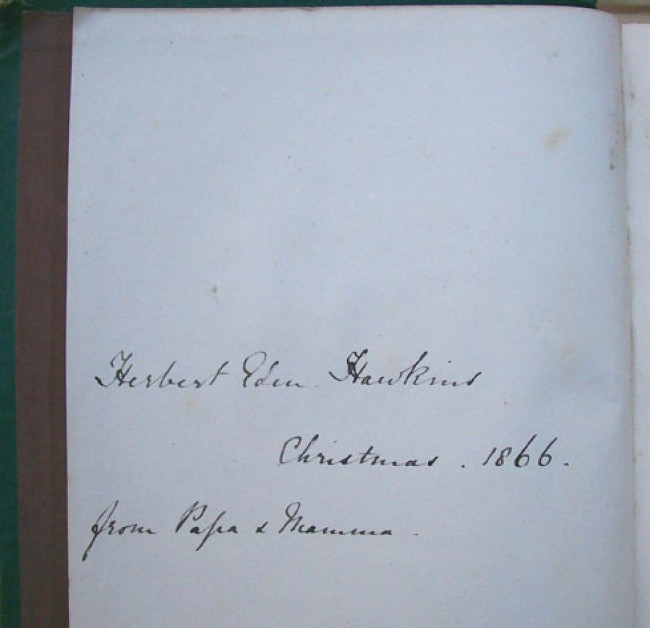 Herbert Eden Hawkins
Christmas. 1866.
from Papa & Mamma.